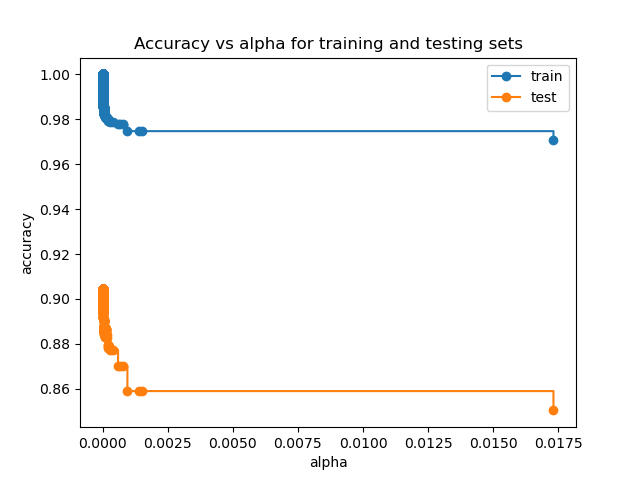 Accuracy vs alpha for training and testing sets
train
test
accuracy
1.00
0.98
0.96
0.94
0.92
0.90
0.88
0.86
0.0000 0.0025 0.0050 0.0075 0.0100 0.0125 0.0150 0.0175
alpha